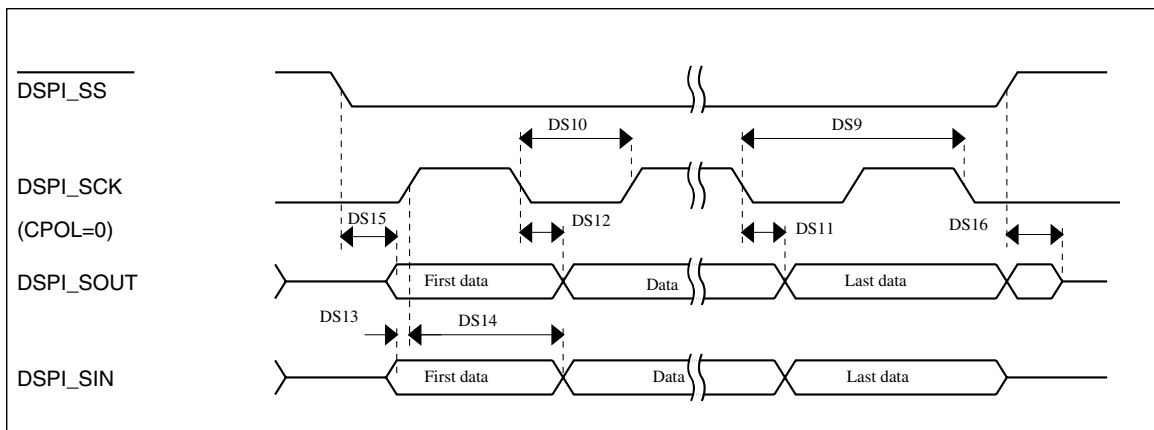 DSPI_SS
DS10
DS9
DSPI_SCK
(CPOL=0)
DS15
DS12
DS11
DS16
DSPI_SOUT
First data
Data
Last data
DS13
DS14
DSPI_SIN
First data
Data
Last data